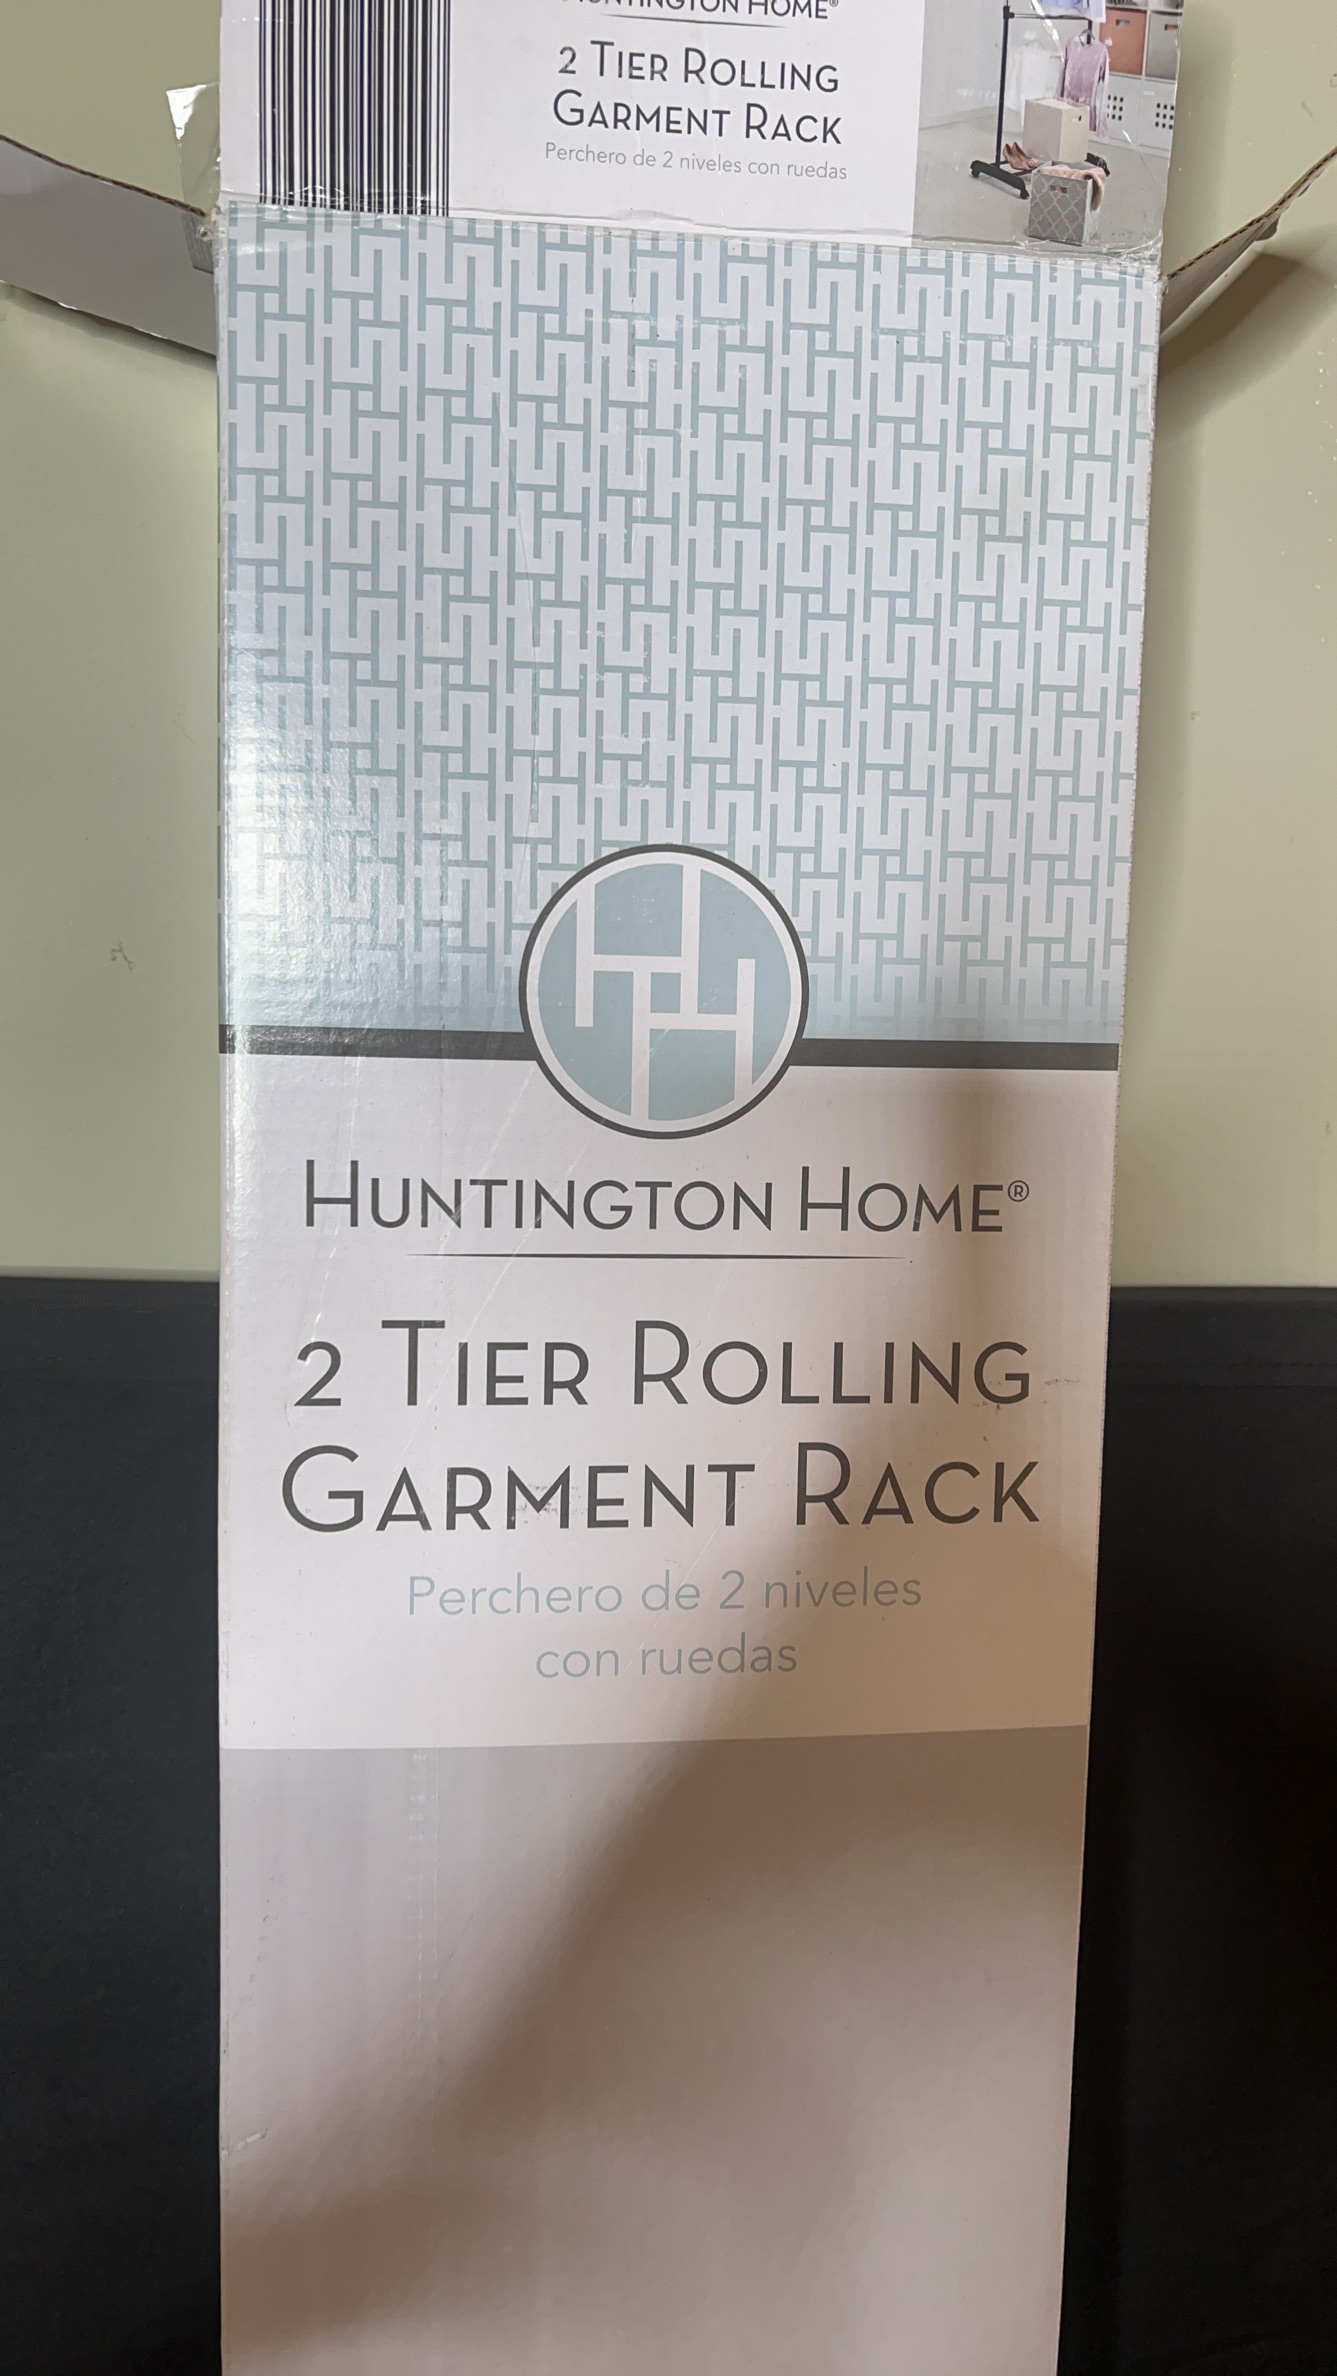 HUNTINGTON HOME®
2 TIER ROLLING
GARMENT RACK
Perchero de 2 niveles con ruedas
HUNTINGTON HOME®
2 TIER ROLLING
GARMENT RACK
Perchero de 2 niveles
con ruedas